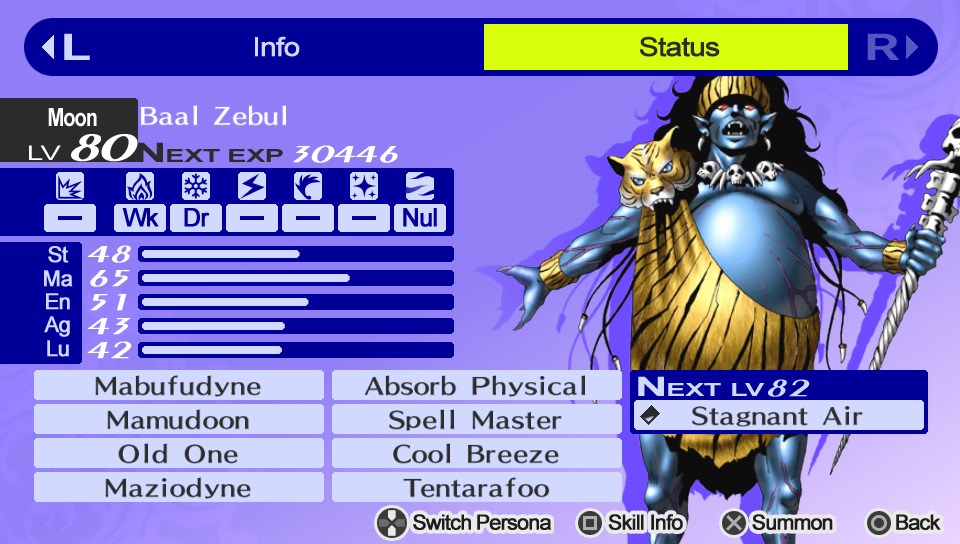 L Info Status R
Moon Baal Zebul
LV 80 NEXT EXP 30446
— Wk Dr — — — Nul
St 48
Ma 65
En 51
Ag 43
Lu 42
Mabufudyne Absorb Physical
Mamudoon Spell Master
Old One Cool Breeze
Maziodyne Tentarafoo
NEXT LV 82
Stagnant Air
Switch Persona Skill Info Summon Back